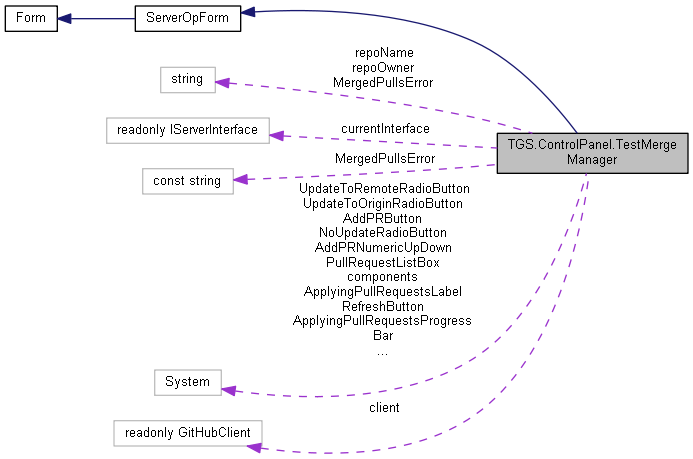 Form
ServerOpForm
repoName
repoOwner
MergedPullsError
string
currentInterface
readonly IServerInterface
TGS.ControlPanel.TestMerge
Manager
MergedPullsError
const string
UpdateToRemoteRadioButton
UpdateToOriginRadioButton
AddPRButton
NoUpdateRadioButton
AddPRNumericUpDown
PullRequestListBox
components
ApplyingPullRequestsLabel
RefreshButton
ApplyingPullRequestsProgress
Bar
...
System
client
readonly GitHubClient